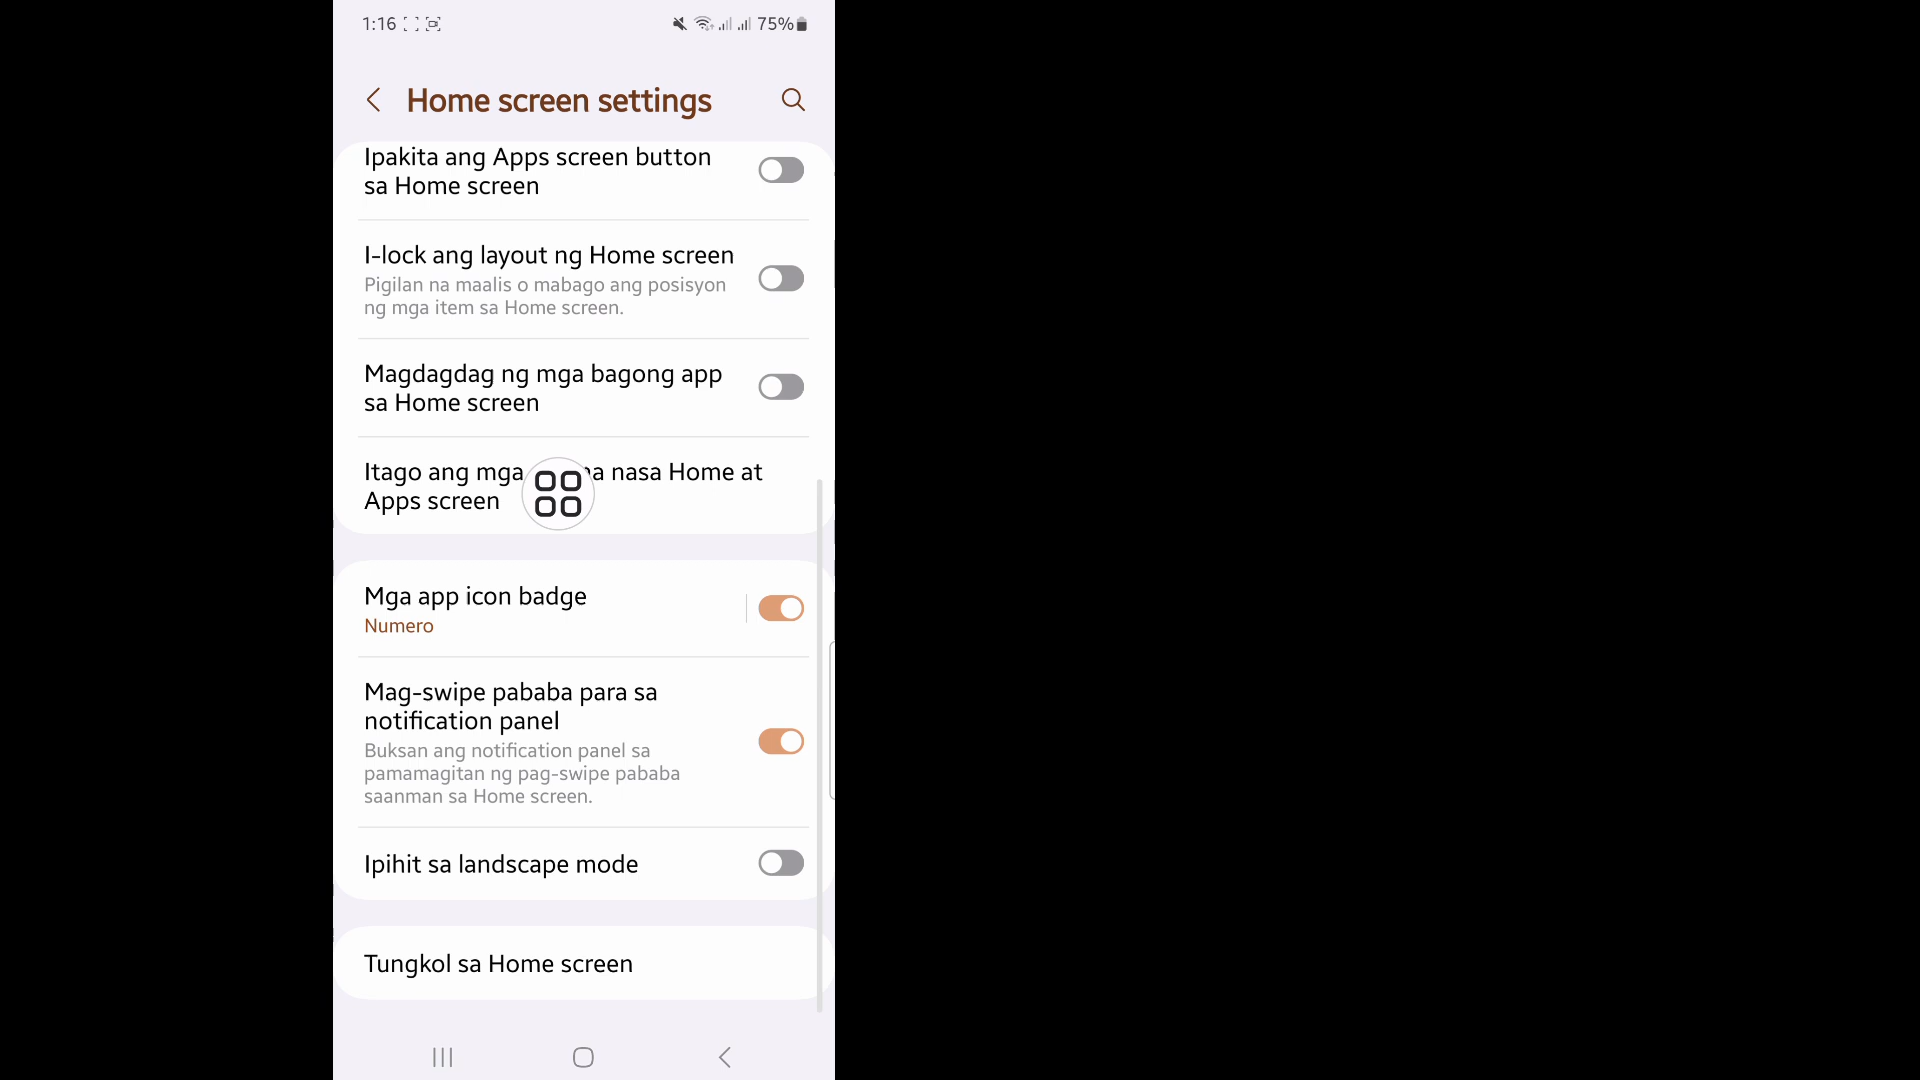 1:16
75%
Home screen settings
Ipakita ang Apps screen button
sa Home screen
I-lock ang layout ng Home screen
Pigilan na maalis o mabago ang posisyon
ng mga item sa Home screen.
Magdagdag ng mga bagong app
sa Home screen
Itago ang mga na nasa Home at
Apps screen
Mga app icon badge
Numero
Mag-swipe pababa para sa
notification panel
Buksan ang notification panel sa
pamamagitan ng pag-swipe pababa
saanman sa Home screen.
Ipihit sa landscape mode
Tungkol sa Home screen